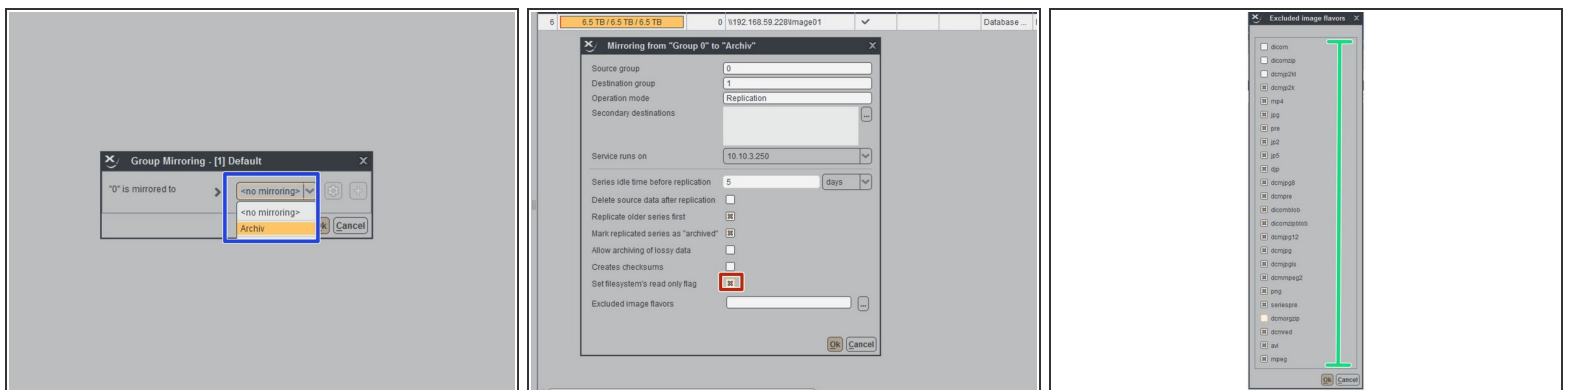 Group Mirroring - [1] Default X
"0" is mirrored to <no mirroring>
<no mirroring>
Archiv
k Cancel
6 6.5 TB / 6.5 TB / 6.5 TB 0 \\192.168.59.228\Image01 Database ...
Mirroring from "Group 0" to "Archiv" X
Source group 0
Destination group 1
Operation mode Replication
Secondary destinations ...
Service runs on 10.10.3.250
Series idle time before replication 5 days
Delete source data after replication
Replicate older series first
Mark replicated series as "archived"
Allow archiving of lossy data
Creates checksums
Set filesystem's read only flag
Excluded image flavors ...
Ok Cancel
Excluded image flavors X
dicom
dicomzip
dcmjp2kl
dcmjp2k
mp4
jpg
pre
jp2
jp5
djp
dcmjpg8
dcmpre
dicomblob
dicomzipblob
dcmjpg12
dcmjpg
dcmjpgls
dcmmpeg2
png
seriespre
dcmorgzip
dcmred
avi
mpeg
Ok Cancel